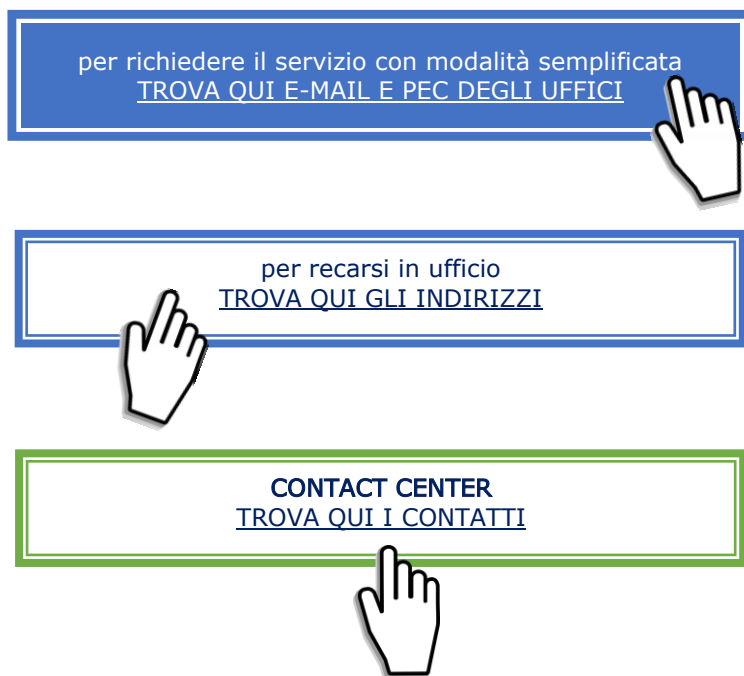 per richiedere il servizio con modalità semplificata
TROVA QUI E-MAIL E PEC DEGLI UFFICI
per recarsi in ufficio
TROVA QUI GLI INDIRIZZI
CONTACT CENTER
TROVA QUI I CONTATTI